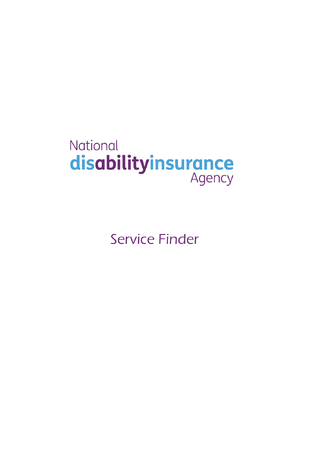 National
disabilityinsurance
Agency
Service Finder